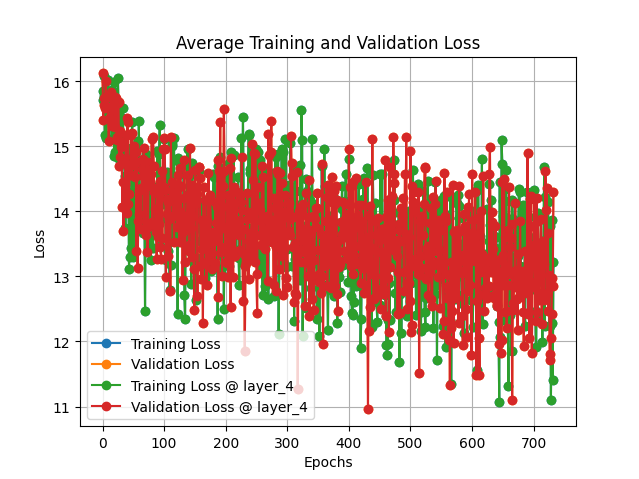 Average Training and Validation Loss
Loss
16
15
14
13
12
11
Training Loss
Validation Loss
Training Loss @ layer_4
Validation Loss @ layer_4
0 100 200 300 400 500 600 700
Epochs